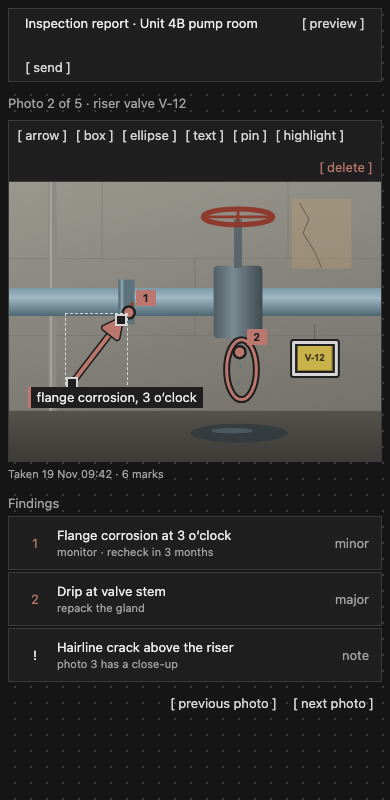 Inspection report · Unit 4B pump room [ preview ]
[ send ]
Photo 2 of 5 · riser valve V-12
[ arrow ] [ box ] [ ellipse ] [ text ] [ pin ] [ highlight ]
[ delete ]
1
2
V-12
flange corrosion, 3 o'clock
Taken 19 Nov 09:42 · 6 marks
Findings
1 Flange corrosion at 3 o'clock minor
monitor · recheck in 3 months
2 Drip at valve stem major
repack the gland
! Hairline crack above the riser note
photo 3 has a close-up
[ previous photo ] [ next photo ]